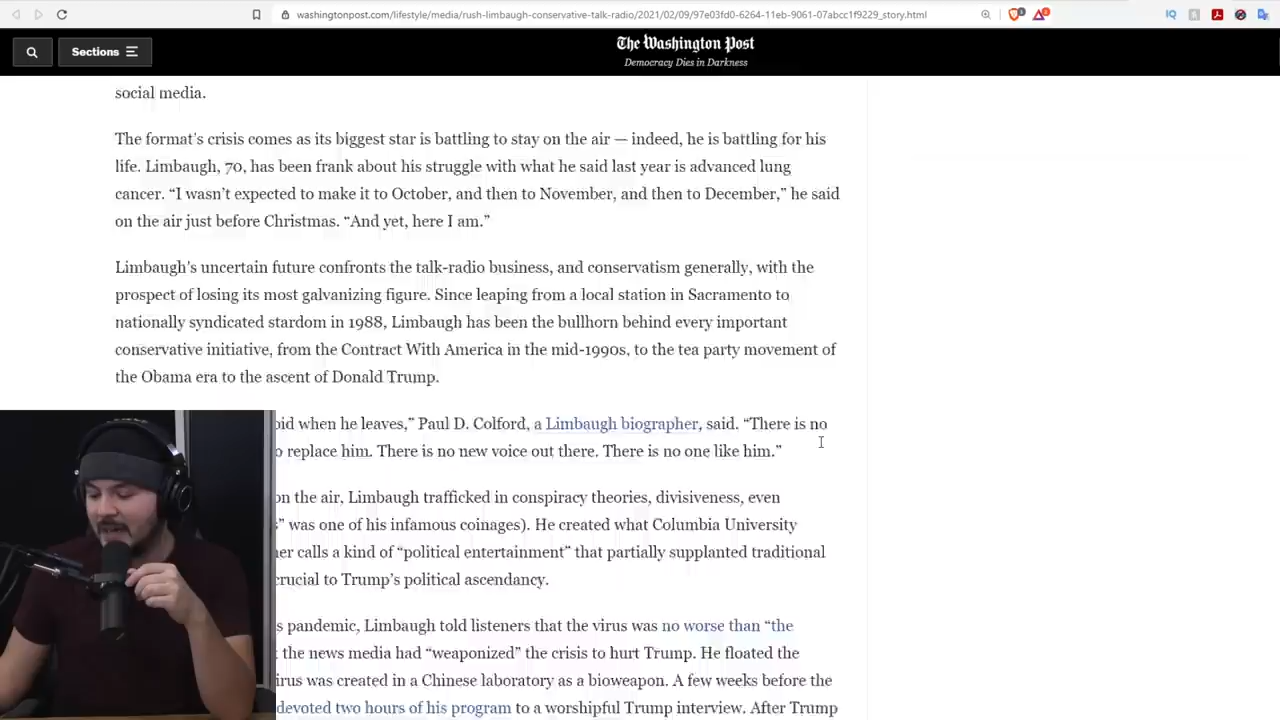 washingtonpost.com/lifestyle/media/rush-limbaugh-conservative-talk-radio/2021/02/09/97e03fd0-6264-11eb-9061-07abcc1f9229_story.html
IQ
Sections
The Washington Post
Democracy Dies in Darkness
social media.
The format's crisis comes as its biggest star is battling to stay on the air — indeed, he is battling for his
life. Limbaugh, 70, has been frank about his struggle with what he said last year is advanced lung
cancer. “I wasn’t expected to make it to October, and then to November, and then to December,” he said
on the air just before Christmas. “And yet, here I am.”
Limbaugh’s uncertain future confronts the talk-radio business, and conservatism generally, with the
prospect of losing its most galvanizing figure. Since leaping from a local station in Sacramento to
nationally syndicated stardom in 1988, Limbaugh has been the bullhorn behind every important
conservative initiative, from the Contract With America in the mid-1990s, to the tea party movement of
the Obama era to the ascent of Donald Trump.
oid when he leaves,” Paul D. Colford, a Limbaugh biographer, said. “There is no
o replace him. There is no new voice out there. There is no one like him.”
on the air, Limbaugh trafficked in conspiracy theories, divisiveness, even
s” was one of his infamous coinages). He created what Columbia University
her calls a kind of “political entertainment” that partially supplanted traditional
crucial to Trump’s political ascendancy.
s pandemic, Limbaugh told listeners that the virus was no worse than “the
t the news media had “weaponized” the crisis to hurt Trump. He floated the
virus was created in a Chinese laboratory as a bioweapon. A few weeks before the
devoted two hours of his program to a worshipful Trump interview. After Trump